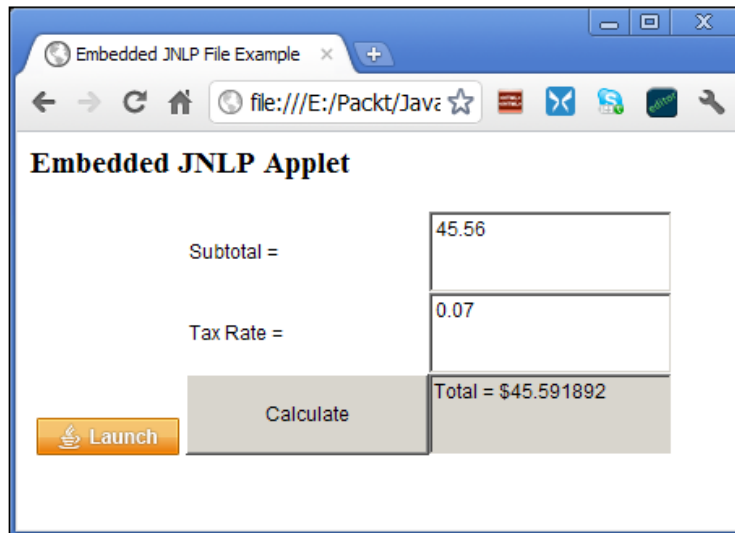 Embedded JNLP File Example
file:///E:/Packt/Java
editor
Embedded JNLP Applet
Subtotal =
45.56
Tax Rate =
0.07
Launch
Calculate
Total = $45.591892